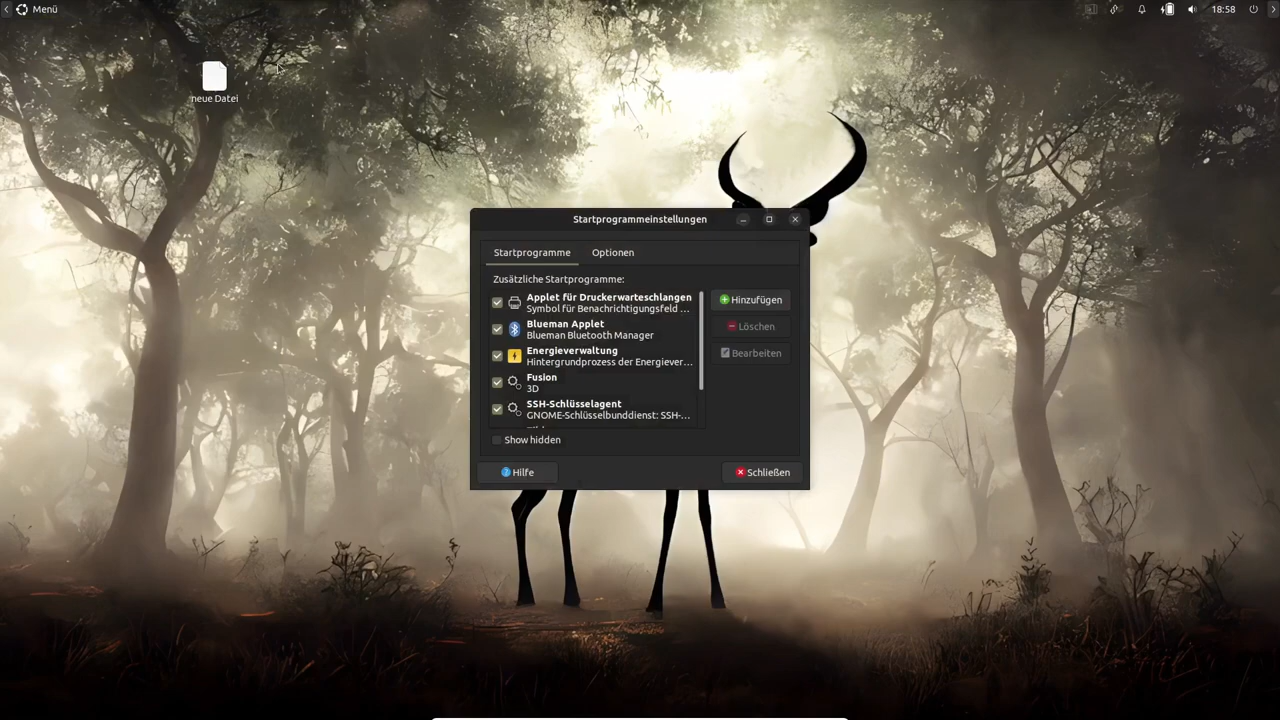 Menü
18:58
neue Datei
Startprogrammeinstellungen
Startprogramme
Optionen
Zusätzliche Startprogramme:
Applet für Druckerwarteschlangen
Symbol für Benachrichtigungsfeld ...
Blueman Applet
Blueman Bluetooth Manager
Energieverwaltung
Hintergrundprozess der Energiever...
Fusion
3D
SSH-Schlüsselagent
GNOME-Schlüsselbunddienst: SSH-...
Hinzufügen
Löschen
Bearbeiten
Show hidden
Hilfe
Schließen